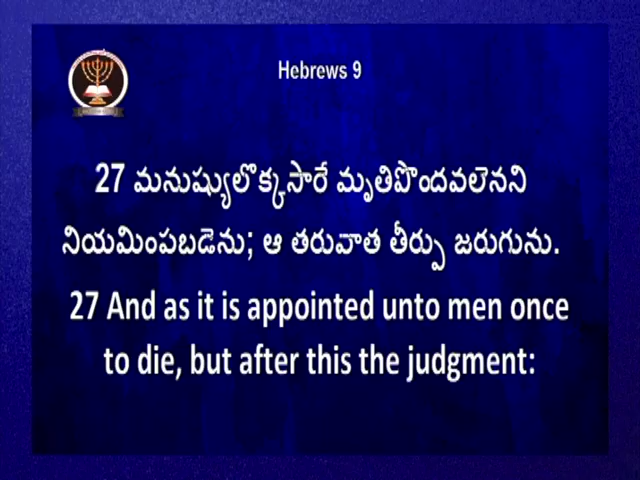 Hebrews 9
27 మనుష్యులొక్కసారే మృతిపొందవలెనని
నియమింపబడెను; ఆ తరువాత తీర్పు జరుగును.
27 And as it is appointed unto men once
to die, but after this the judgment: